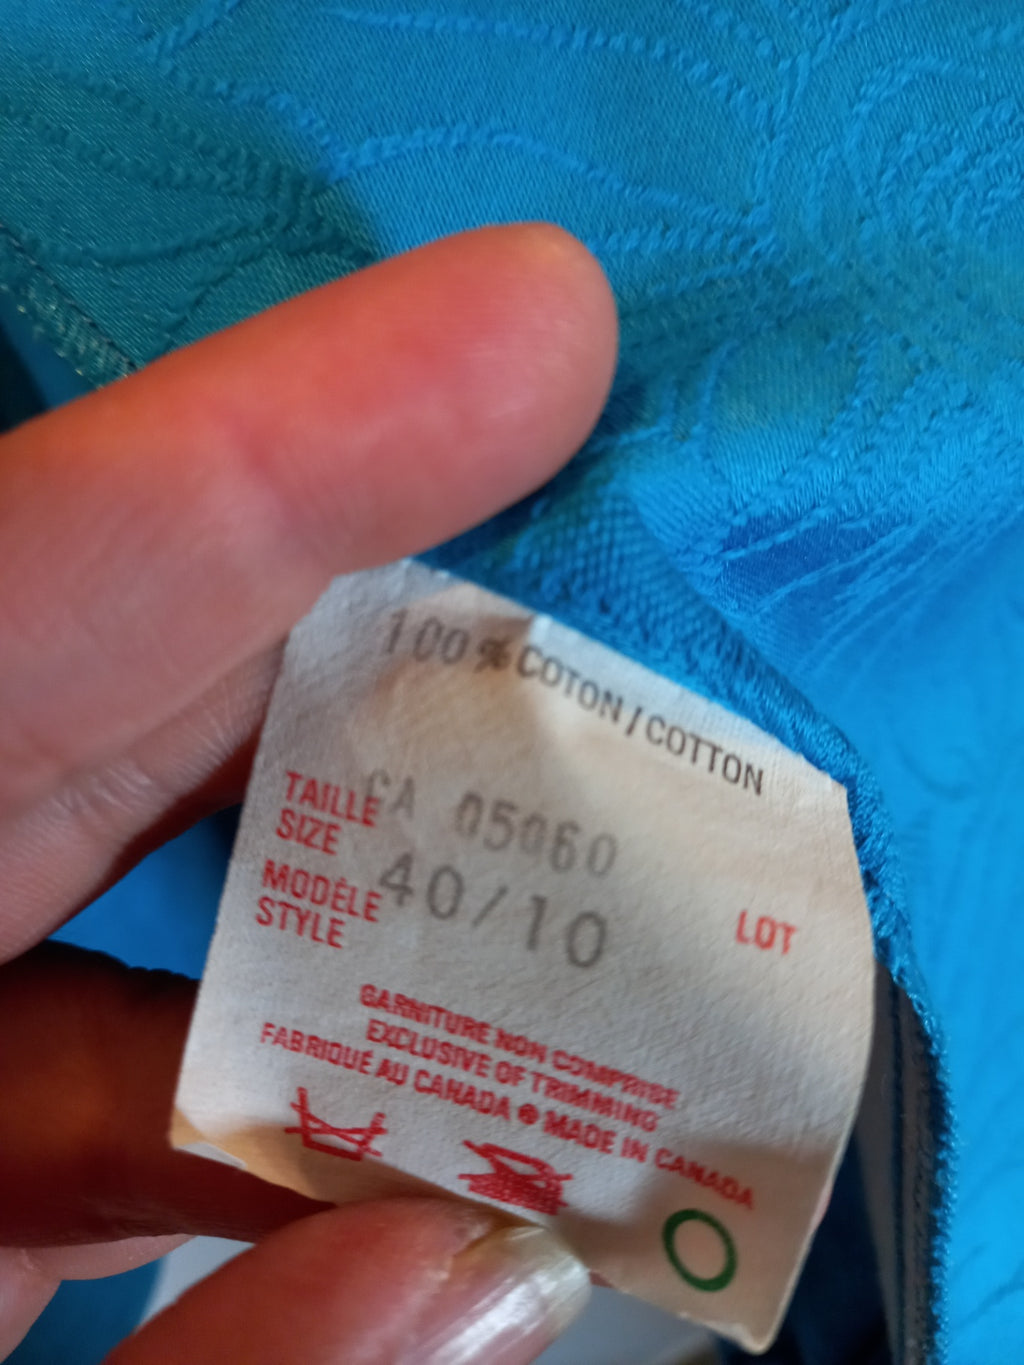 100% COTON/COTTON
TAILLE CA 05060
SIZE
MODÈLE 40/10 LOT
STYLE
GARNITURE NON COMPRISE
EXCLUSIVE OF TRIMMING
FABRIQUÉ AU CANADA MADE IN CANADA